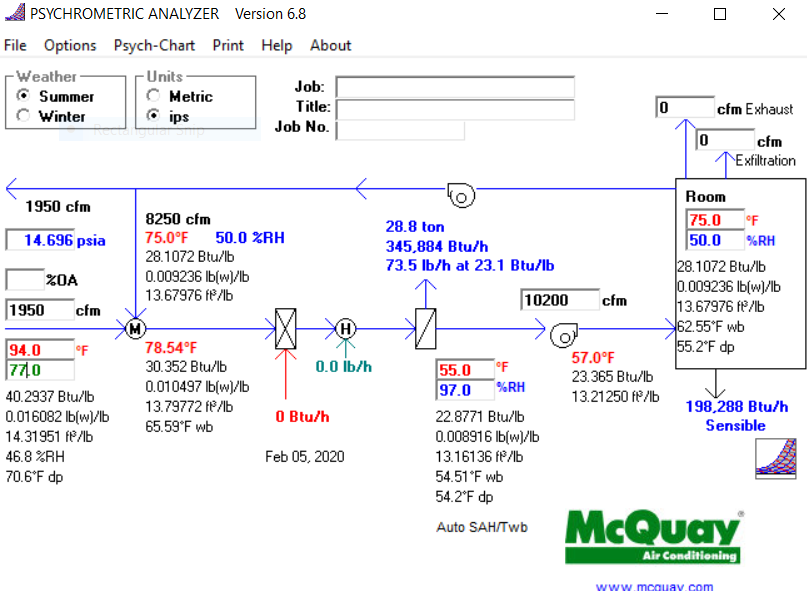 PSYCHROMETRIC ANALYZER    Version 6.8
File  Options  Psych-Chart  Print  Help  About
Weather
Summer
Winter
Units
Metric
ips
Rectangular Snip
Job:
Title:
Job No.
0 cfm Exhaust
0 cfm
Exfiltration
1950 cfm
14.696 psia
%OA
1950 cfm
94.0 °F
77.0
40.2937 Btu/lb
0.016082 lb(w)/lb
14.31951 ft³/lb
46.8 %RH
70.6°F dp
8250 cfm
75.0°F 50.0 %RH
28.1072 Btu/lb
0.009236 lb(w)/lb
13.67976 ft³/lb
M
78.54°F
30.352 Btu/lb
0.010497 lb(w)/lb
13.79772 ft³/lb
65.59°F wb
0 Btu/h
H
0.0 lb/h
Feb 05, 2020
28.8 ton
345,884 Btu/h
73.5 lb/h at 23.1 Btu/lb
55.0 °F
97.0 %RH
22.8771 Btu/lb
0.008916 lb(w)/lb
13.16136 ft³/lb
54.51°F wb
54.2°F dp
Auto SAH/Twb
10200 cfm
57.0°F
23.365 Btu/lb
13.21250 ft³/lb
Room
75.0 °F
50.0 %RH
28.1072 Btu/lb
0.009236 lb(w)/lb
13.67976 ft³/lb
62.55°F wb
55.2°F dp
198,288 Btu/h
Sensible
McQuay®
Air Conditioning
www.mcquay.com